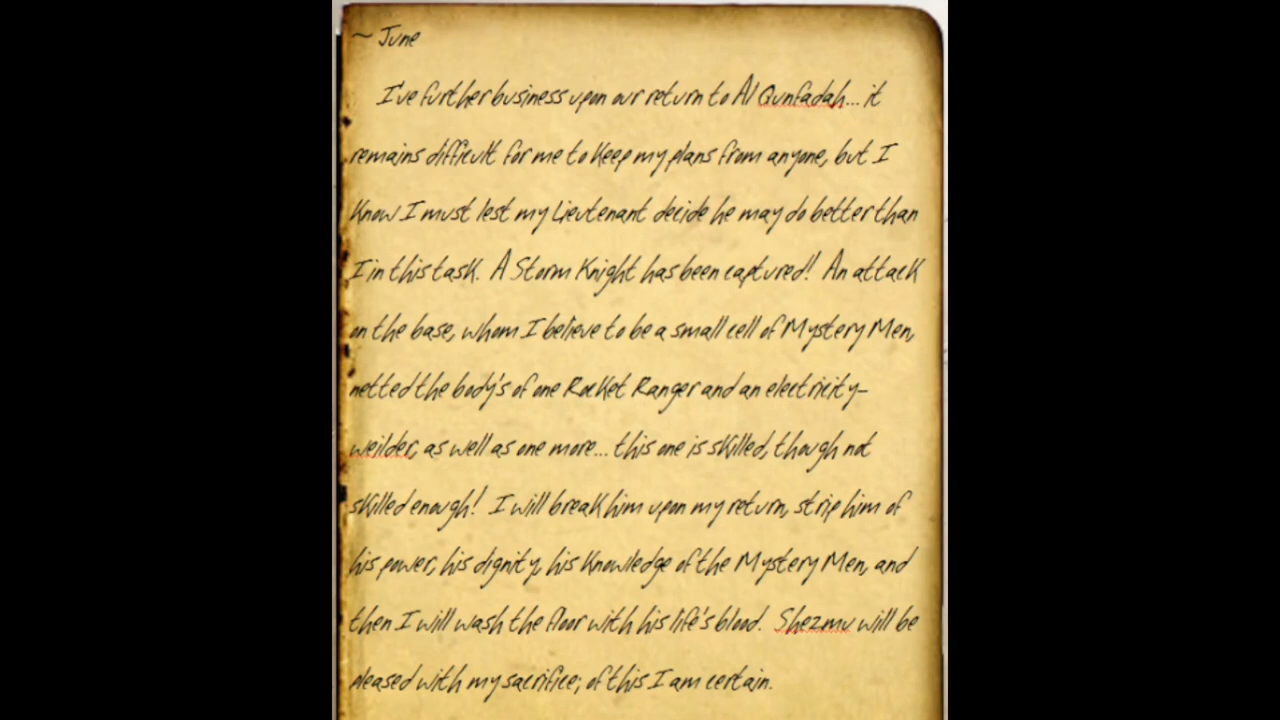 ~ June
I've further business upon our return to Al Qunfadah... it
remains difficult for me to keep my plans from anyone, but I
know I must lest my Lieutenant decide he may do better than
I in this task. A Storm Knight has been captured! An attack
on the base, whom I believe to be a small cell of Mystery Men,
netted the body's of one Rocket Ranger and an electricity-
weilder, as well as one more... this one is skilled, though not
skilled enough! I will break him upon my return, strip him of
his power, his dignity, his knowledge of the Mystery Men, and
then I will wash the floor with his life's blood. Shezmu will be
pleased with my sacrifice; of this I am certain.